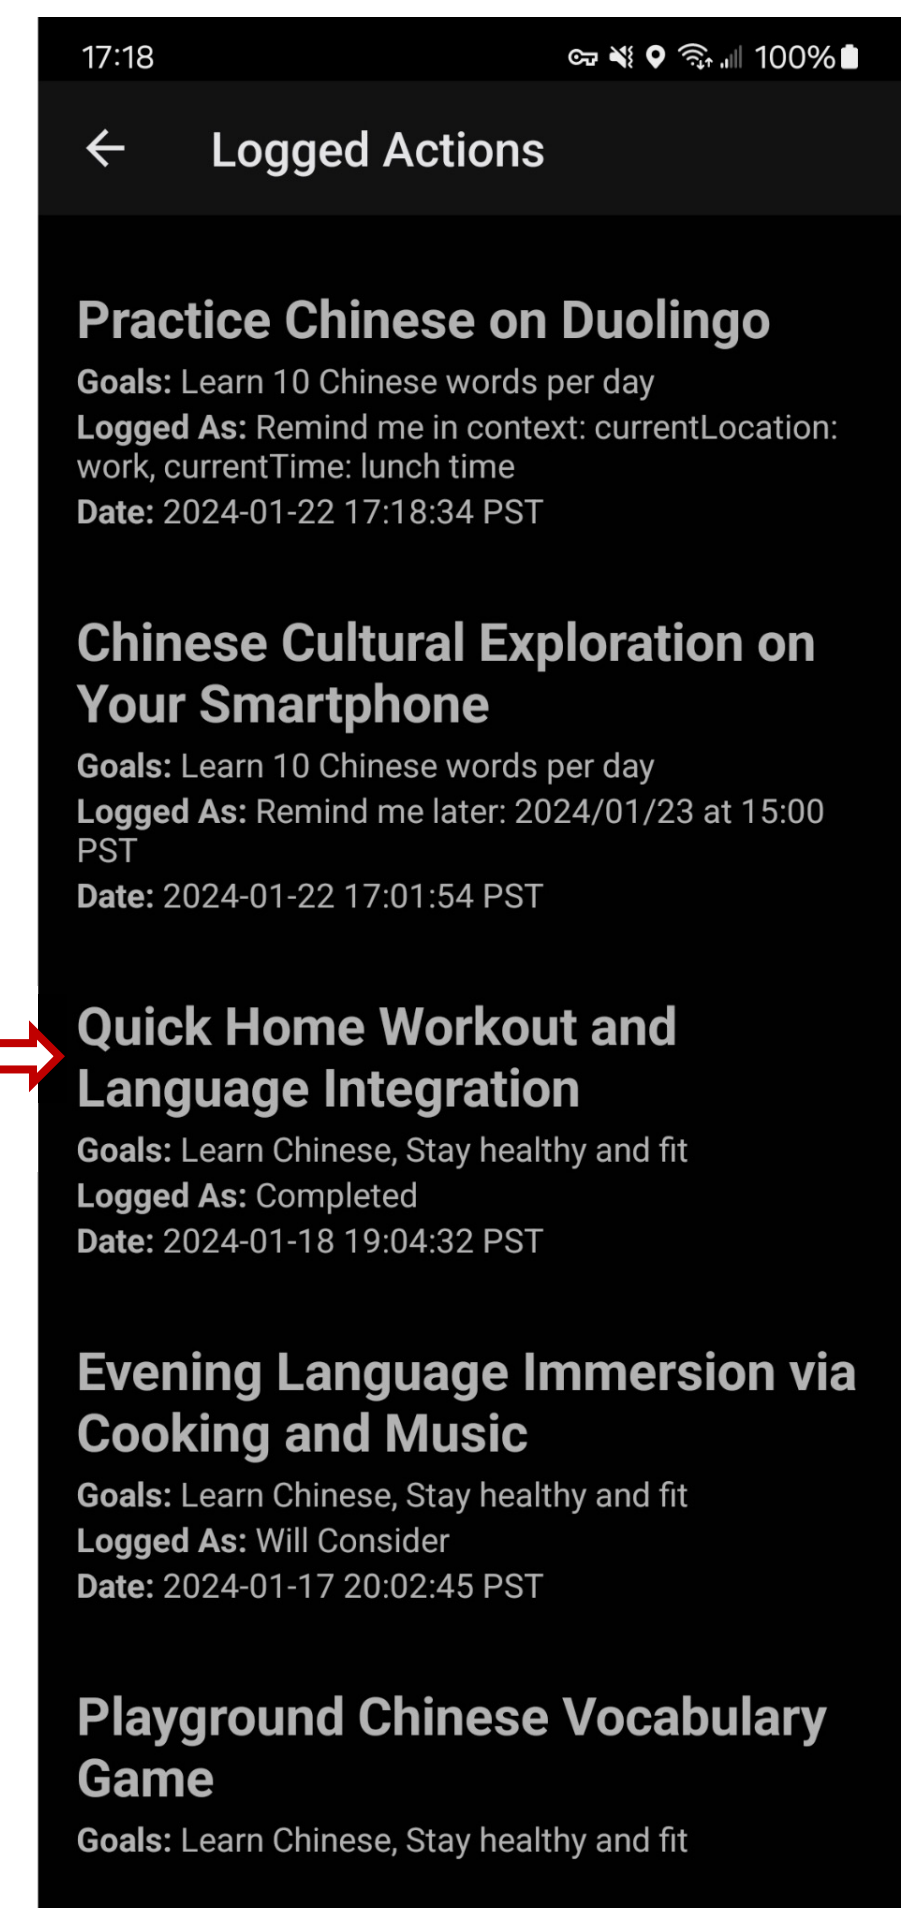 17:18 100%
Logged Actions
Practice Chinese on Duolingo
Goals: Learn 10 Chinese words per day
Logged As: Remind me in context: currentLocation:
work, currentTime: lunch time
Date: 2024-01-22 17:18:34 PST
Chinese Cultural Exploration on
Your Smartphone
Goals: Learn 10 Chinese words per day
Logged As: Remind me later: 2024/01/23 at 15:00
PST
Date: 2024-01-22 17:01:54 PST
Quick Home Workout and
Language Integration
Goals: Learn Chinese, Stay healthy and fit
Logged As: Completed
Date: 2024-01-18 19:04:32 PST
Evening Language Immersion via
Cooking and Music
Goals: Learn Chinese, Stay healthy and fit
Logged As: Will Consider
Date: 2024-01-17 20:02:45 PST
Playground Chinese Vocabulary
Game
Goals: Learn Chinese, Stay healthy and fit